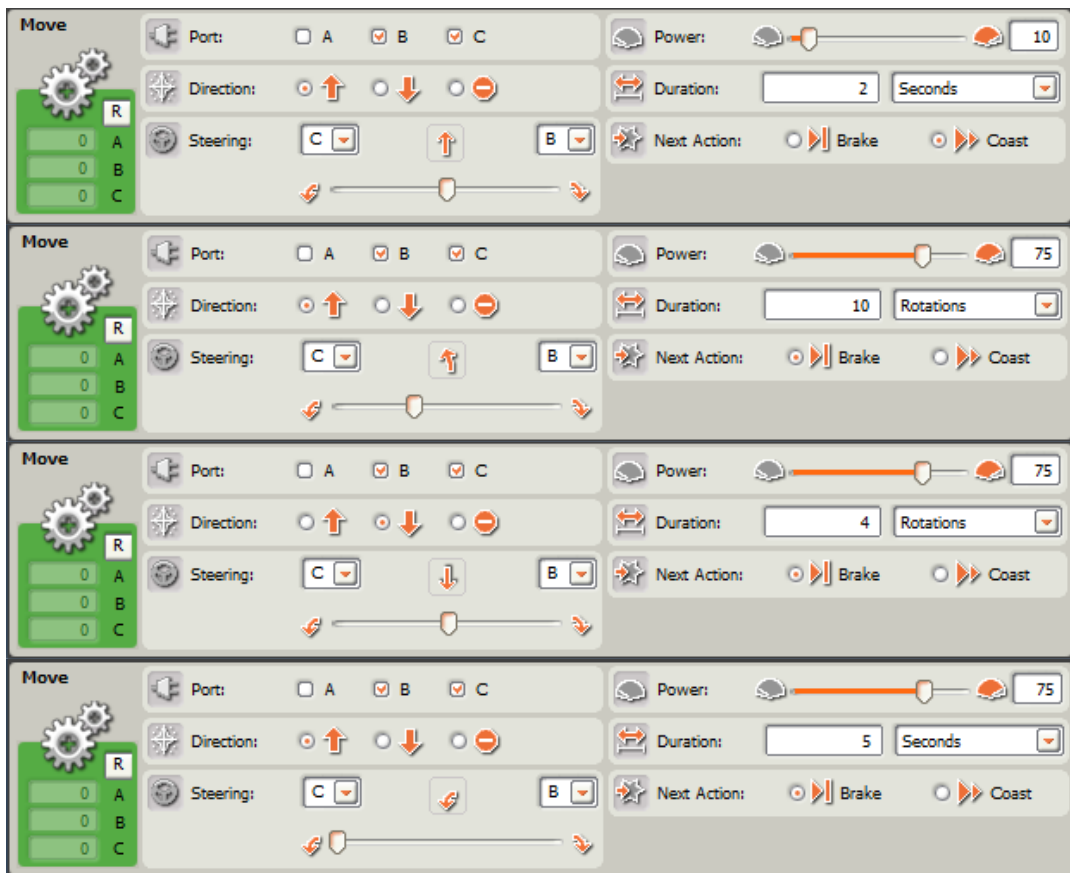 Move
Port: A B C Power: 10
Direction: Duration: 2 Seconds
R
Steering: C B Next Action: Brake Coast
0 A
0 B
0 C
Move
Port: A B C Power: 75
Direction: Duration: 10 Rotations
R
Steering: C B Next Action: Brake Coast
0 A
0 B
0 C
Move
Port: A B C Power: 75
Direction: Duration: 4 Rotations
R
Steering: C B Next Action: Brake Coast
0 A
0 B
0 C
Move
Port: A B C Power: 75
Direction: Duration: 5 Seconds
R
Steering: C B Next Action: Brake Coast
0 A
0 B
0 C